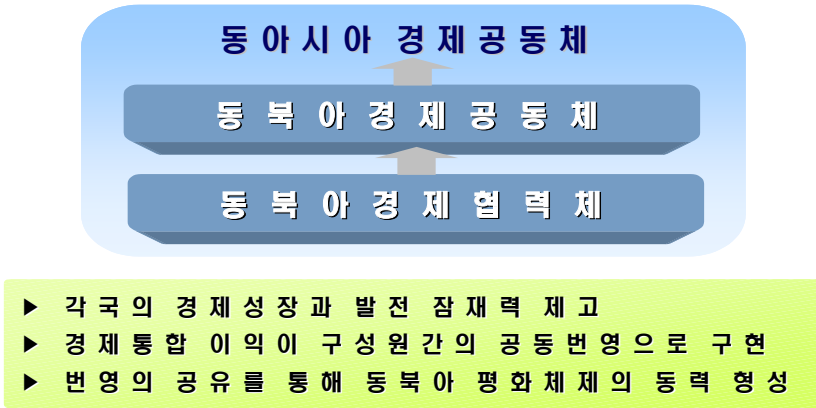 동아시아 경제공동체
동북아경제공동체
동북아경제협력체
▶ 각국의 경제성장과 발전 잠재력 제고
▶ 경제통합 이익이 구성원간의 공동번영으로 구현
▶ 번영의 공유를 통해 동북아 평화체제의 동력 형성